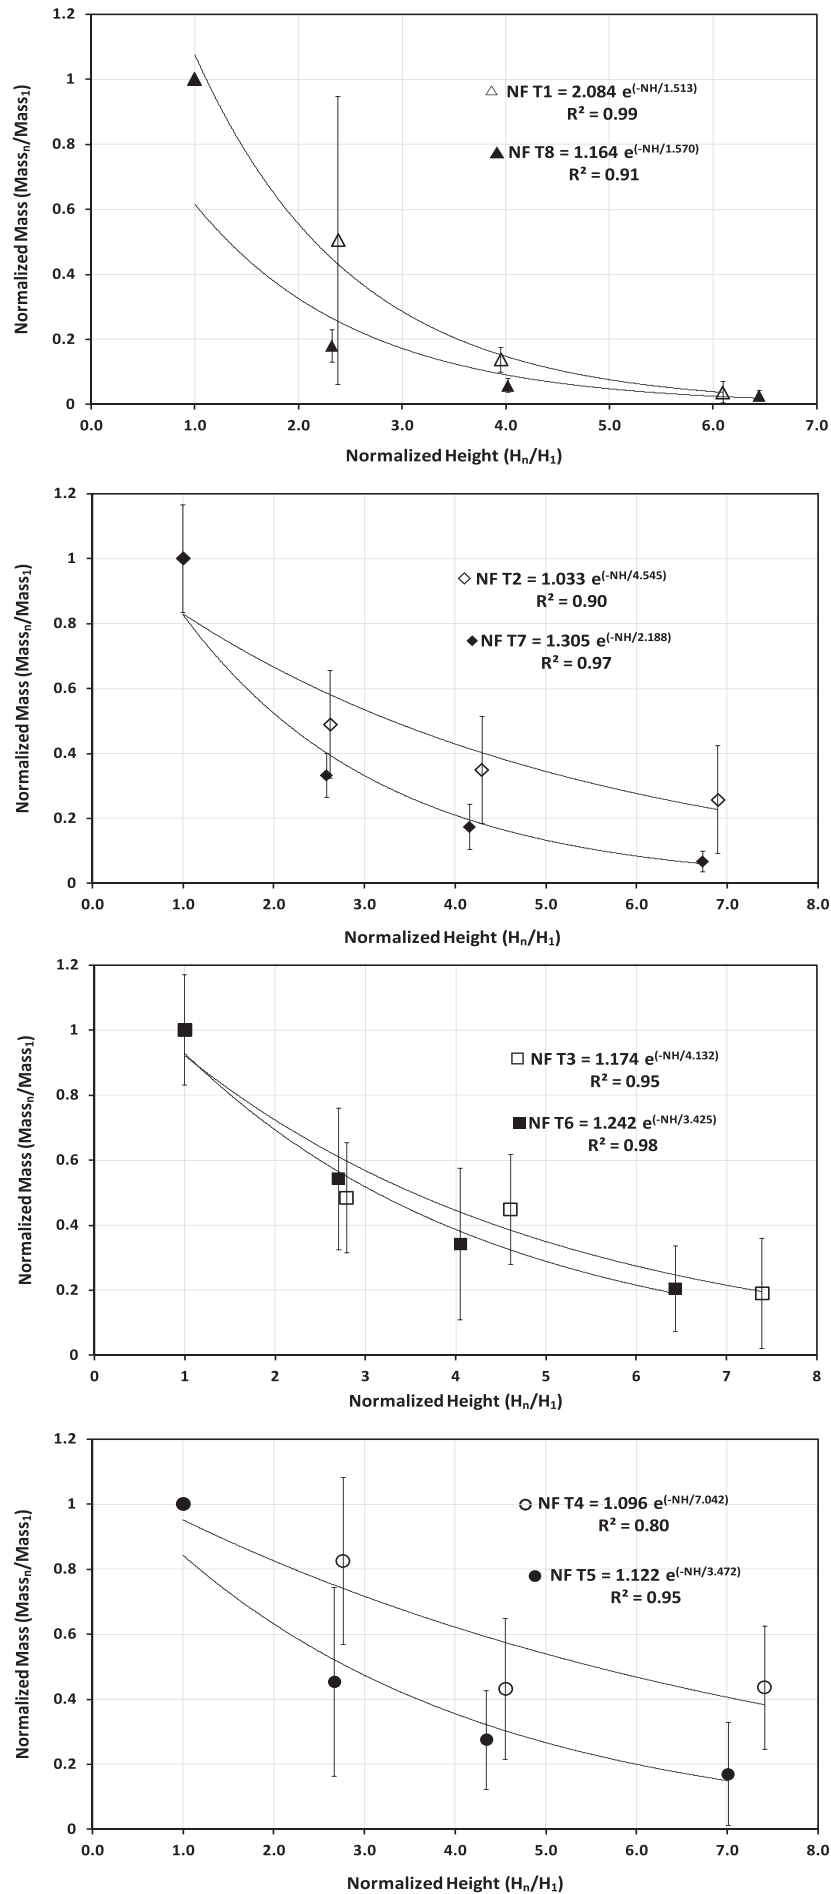 1.2
1
0.8
0.6
0.4
0.2
0
Normalized Mass (Massn/Mass1)
NF T1 = 2.084 e(-NH/1.513)
R² = 0.99
NF T8 = 1.164 e(-NH/1.570)
R² = 0.91
0.0 1.0 2.0 3.0 4.0 5.0 6.0 7.0
Normalized Height (Hn/H1)
1.2
1
0.8
0.6
0.4
0.2
0
Normalized Mass (Massn/Mass1)
NF T2 = 1.033 e(-NH/4.545)
R² = 0.90
NF T7 = 1.305 e(-NH/2.188)
R² = 0.97
0.0 1.0 2.0 3.0 4.0 5.0 6.0 7.0 8.0
Normalized Height (Hn/H1)
1.2
1
0.8
0.6
0.4
0.2
0
Normalized Mass (Massn/Mass1)
NF T3 = 1.174 e(-NH/4.132)
R² = 0.95
NF T6 = 1.242 e(-NH/3.425)
R² = 0.98
0 1 2 3 4 5 6 7 8
Normalized Height (Hn/H1)
1.2
1
0.8
0.6
0.4
0.2
0
Normalized Mass (Massn/Mass1)
NF T4 = 1.096 e(-NH/7.042)
R² = 0.80
NF T5 = 1.122 e(-NH/3.472)
R² = 0.95
0.0 1.0 2.0 3.0 4.0 5.0 6.0 7.0 8.0
Normalized Height (Hn/H1)